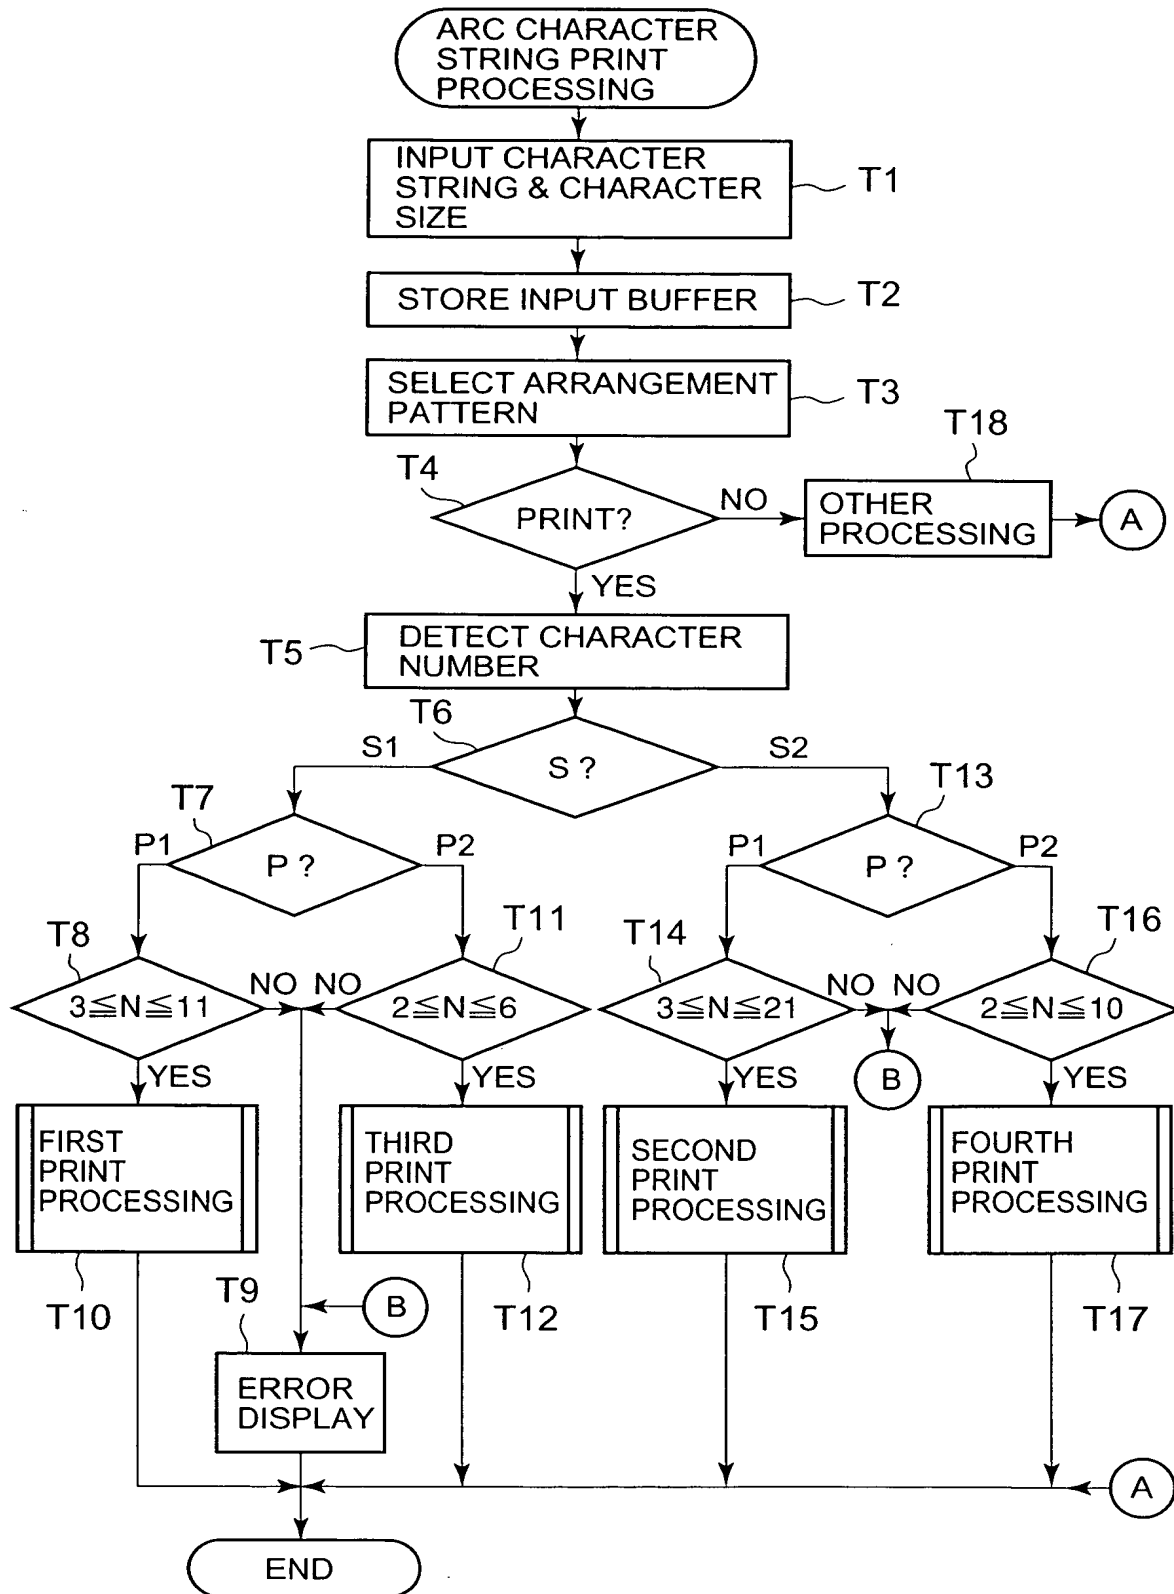 ARC CHARACTER
STRING PRINT
PROCESSING
INPUT CHARACTER
STRING & CHARACTER
SIZE
T1
STORE INPUT BUFFER
T2
SELECT ARRANGEMENT
PATTERN
T3
T18
T4
PRINT?
NO
OTHER
PROCESSING
A
YES
T5
DETECT CHARACTER
NUMBER
T6
S1
S ?
S2
T7
T13
P1
P ?
P2
P1
P ?
P2
T8
T11
T14
T16
3≦N≦11
NO
NO
2≦N≦6
3≦N≦21
NO
NO
2≦N≦10
YES
YES
YES
B
YES
FIRST
PRINT
PROCESSING
THIRD
PRINT
PROCESSING
SECOND
PRINT
PROCESSING
FOURTH
PRINT
PROCESSING
T10
T9
B
T12
T15
T17
ERROR
DISPLAY
A
END